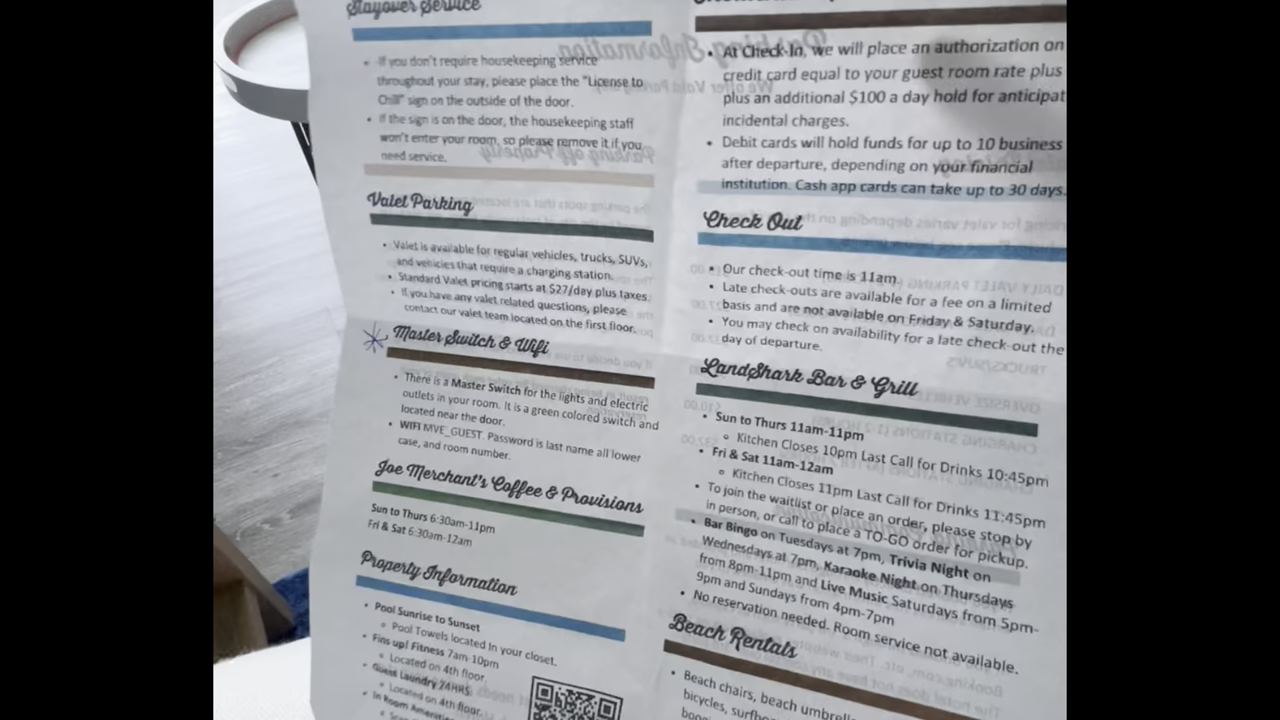 Stayover Service
• If you don't require housekeeping service
throughout your stay, please place the "License to
Chill" sign on the outside of the door.
• If the sign is on the door, the housekeeping staff
won't enter your room, so please remove it if you
need service.
Valet Parking
• Valet is available for regular vehicles, trucks, SUVs,
and vehicles that require a charging station.
• Standard Valet pricing starts at $27/day plus taxes.
• If you have any valet related questions, please
contact our valet team located on the first floor.
Master Switch & Wifi
• There is a Master Switch for the lights and electric
outlets in your room. It is a green colored switch and
located near the door.
• WIFI MVE_GUEST. Password is last name all lower
case, and room number.
Joe Merchant's Coffee & Provisions
Sun to Thurs 6:30am-11pm
Fri & Sat 6:30am-12am
Property Information
• Pool Sunrise to Sunset
o Pool Towels located In your closet.
• Fins up! Fitness 7am-10pm
o Located on 4th floor.
• Guest Laundry 24HRS.
o Located on 4th floor.
• In Room
• At Check-In, we will place an authorization on
credit card equal to your guest room rate plus
plus an additional $100 a day hold for anticipat
incidental charges.
• Debit cards will hold funds for up to 10 business
after departure, depending on your financial
institution. Cash app cards can take up to 30 days.
Check Out
• Our check-out time is 11am.
• Late check-outs are available for a fee on a limited
basis and are not available on Friday & Saturday.
• You may check on availability for a late check-out the
day of departure.
LandShark Bar & Grill
• Sun to Thurs 11am-11pm
o Kitchen Closes 10pm Last Call for Drinks 10:45pm
• Fri & Sat 11am-12am
o Kitchen Closes 11pm Last Call for Drinks 11:45pm
• To join the waitlist or place an order, please stop by
in person, or call to place a TO-GO order for pickup.
• Bar Bingo on Tuesdays at 7pm, Trivia Night on
Wednesdays at 7pm, Karaoke Night on Thursdays
from 8pm-11pm and Live Music Saturdays from 5pm-
9pm and Sundays from 4pm-7pm
• No reservation needed. Room service not available.
Beach Rentals
• Beach chairs, beach umbrell
bicycles, surfbo